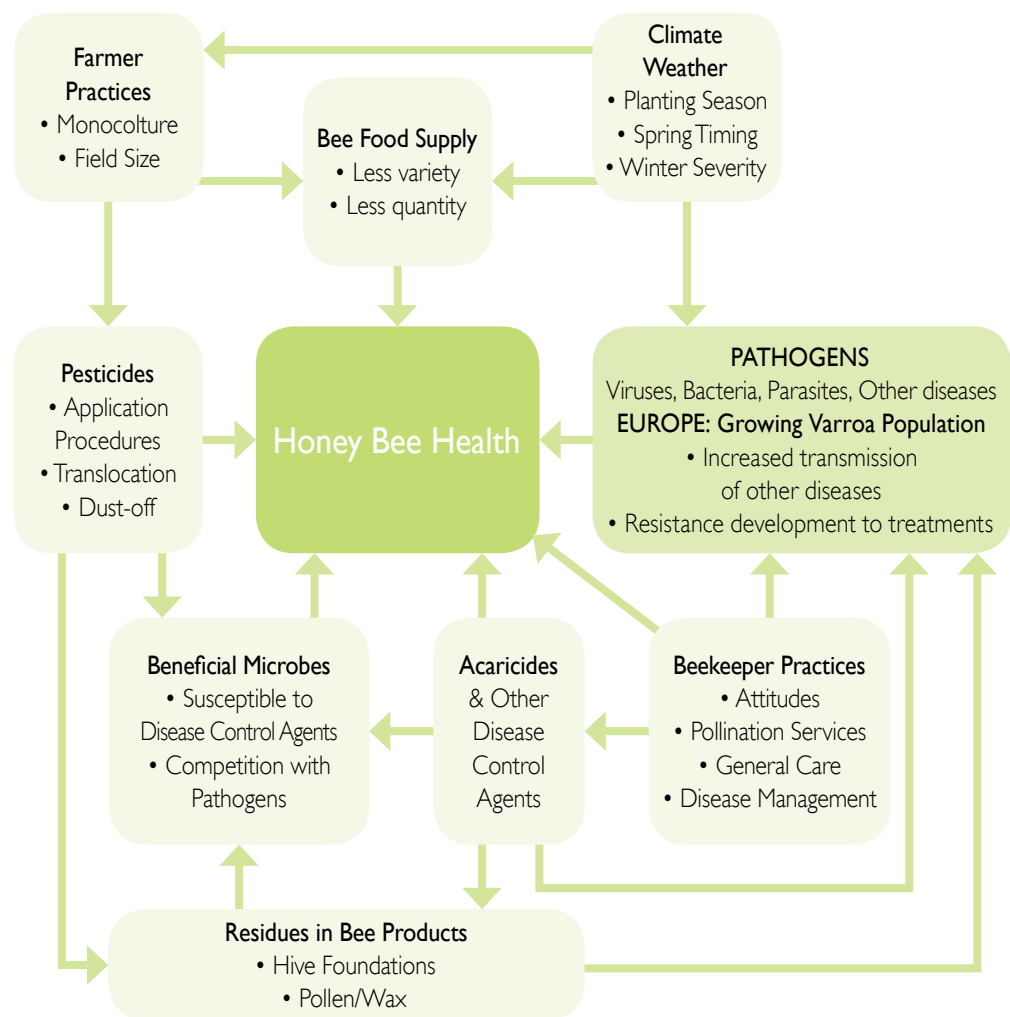 Farmer
Practices
• Monocolture
• Field Size
Climate
Weather
• Planting Season
• Spring Timing
• Winter Severity
Bee Food Supply
• Less variety
• Less quantity
Pesticides
• Application
Procedures
• Translocation
• Dust-off
Honey Bee Health
PATHOGENS
Viruses, Bacteria, Parasites, Other diseases
EUROPE: Growing Varroa Population
• Increased transmission
of other diseases
• Resistance development to treatments
Beneficial Microbes
• Susceptible to
Disease Control Agents
• Competition with
Pathogens
Acaricides
& Other
Disease
Control
Agents
Beekeeper Practices
• Attitudes
• Pollination Services
• General Care
• Disease Management
Residues in Bee Products
• Hive Foundations
• Pollen/Wax